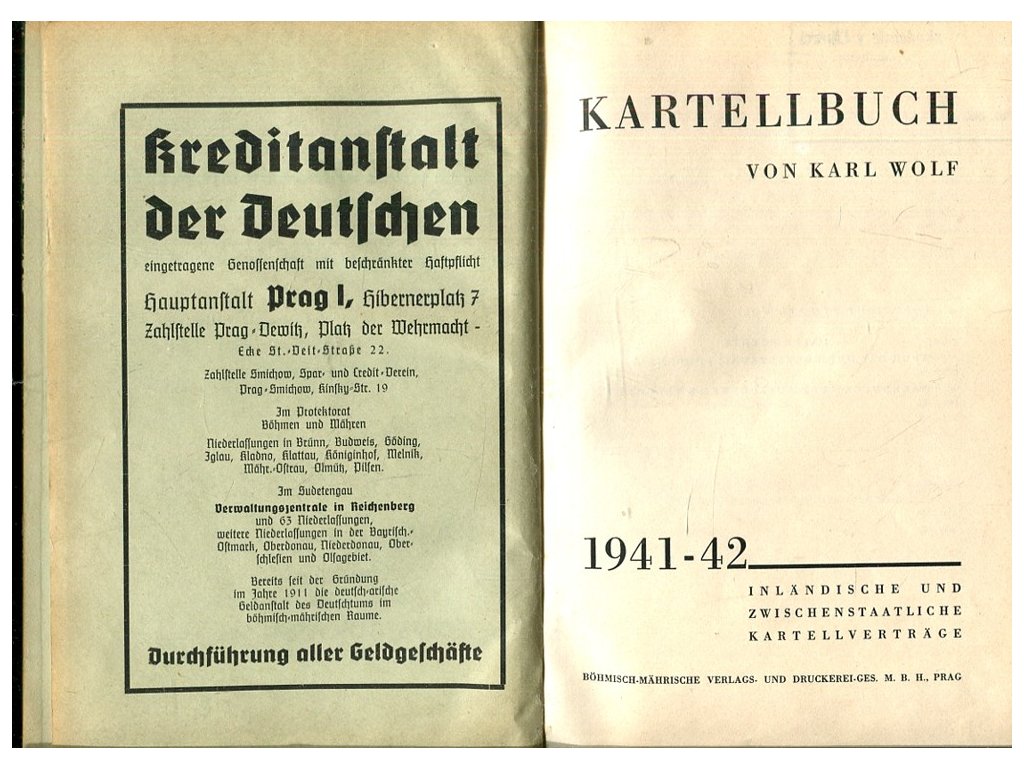 Kreditanstalt
der Deutschen
eingetragene Genossenschaft mit beschränkter Haftpflicht
Hauptanstalt Prag I, Hibernerplatz 7
Zahlstelle Prag-Dewitz, Platz der Wehrmacht -
Ecke St.-Veit-Straße 22.
Zahlstelle Smichow, Spar- und Credit-Verein,
Prag-Smichow, Kinsky-Str. 19
Im Protektorat
Böhmen und Mähren
Niederlassungen in Brünn, Budweis, Göding,
Iglau, Kladno, Klattau, Königinhof, Melnik,
Mähr.-Ostrau, Olmütz, Pilsen.
Im Sudetengau
Verwaltungszentrale in Reichenberg
und 63 Niederlassungen,
weitere Niederlassungen in der Bayrisch.-
Ostmark, Oberdonau, Niederdonau, Ober-
schlesien und Olsagebiet.
Bereits seit der Gründung
im Jahre 1911 die deutsch-arische
Geldanstalt des Deutschtums im
böhmisch-mährischen Raume.
Durchführung aller Geldgeschäfte
KARTELLBUCH
VON KARL WOLF
1941-42
INLÄNDISCHE UND
ZWISCHENSTAATLICHE
KARTELLVERTRÄGE
BÖHMISCH-MÄHRISCHE VERLAGS- UND DRUCKEREI-GES. M. B. H., PRAG